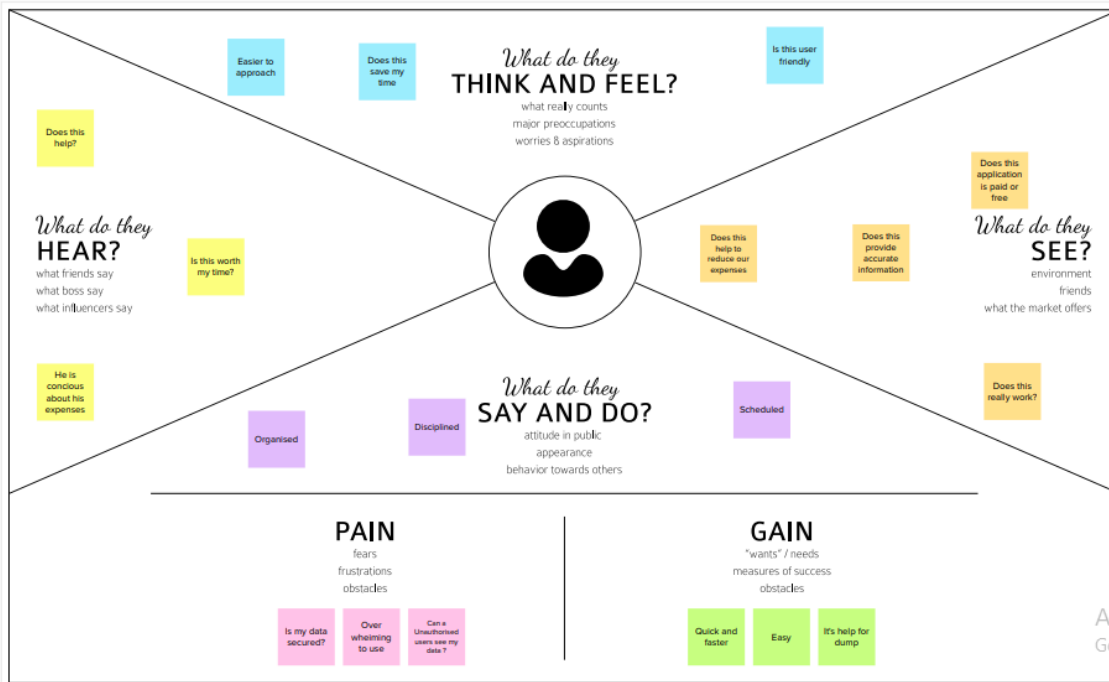 Easier to
approach
Does this
save my
time
What do they
THINK AND FEEL?
what really counts
major preoccupations
worries & aspirations
Is this user
friendly
Does this
help?
What do they
HEAR?
what friends say
what boss say
what influencers say
Is this worth
my time?
He is
concious
about his
expenses
Does this
application
is paid or
free
Does this
help to
reduce our
expenses
Does this
provide
accurate
information
What do they
SEE?
environment
friends
what the market offers
Does this
really work?
What do they
SAY AND DO?
attitude in public
appearance
behavior towards others
Organised
Disciplined
Scheduled
PAIN
fears
frustrations
obstacles
Is my data
secured?
Over
wheiming
to use
Can a
Unauthorised
users see my
data ?
GAIN
"wants" / needs
measures of success
obstacles
Quick and
faster
Easy
It's help for
dump